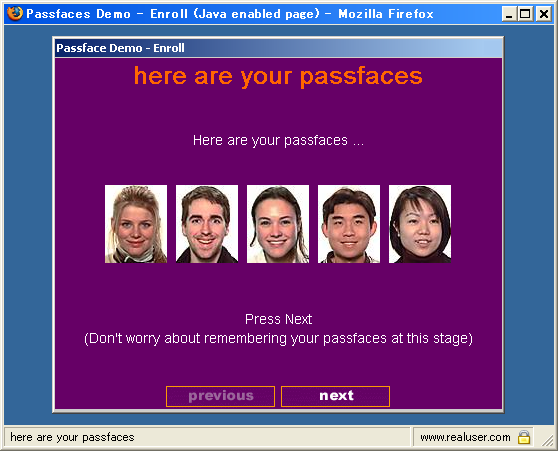 Passfaces Demo - Enroll (Java enabled page) - Mozilla Firefox
Passface Demo - Enroll
here are your passfaces
Here are your passfaces ...
Press Next
(Don't worry about remembering your passfaces at this stage)
previous next
here are your passfaces www.realuser.com